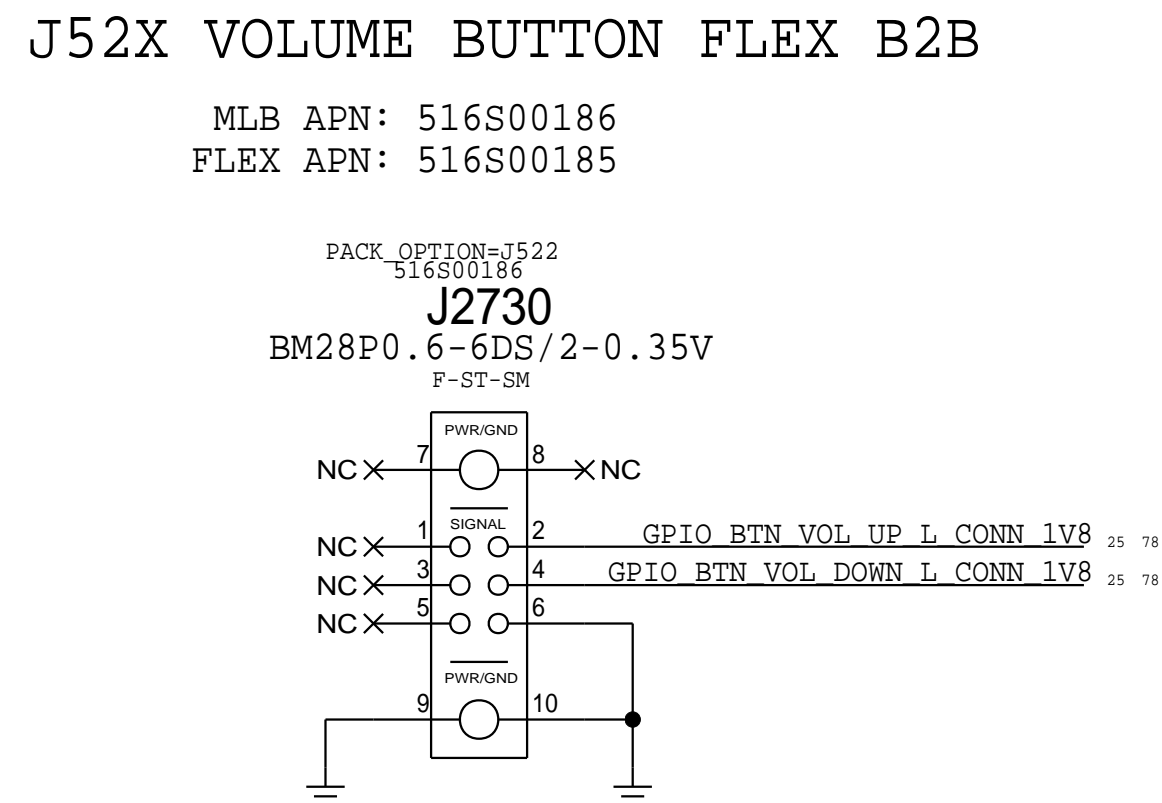 J52X VOLUME BUTTON FLEX B2B
MLB APN: 516S00186
FLEX APN: 516S00185
PACK_OPTION=J522
516S00186
J2730
BM28P0.6-6DS/2-0.35V
F-ST-SM
PWR/GND
NC 7 8 NC
SIGNAL
NC 1 2 GPIO_BTN_VOL_UP_L_CONN_1V8 25 78
NC 3 4 GPIO_BTN_VOL_DOWN_L_CONN_1V8 25 78
NC 5 6
PWR/GND
9 10